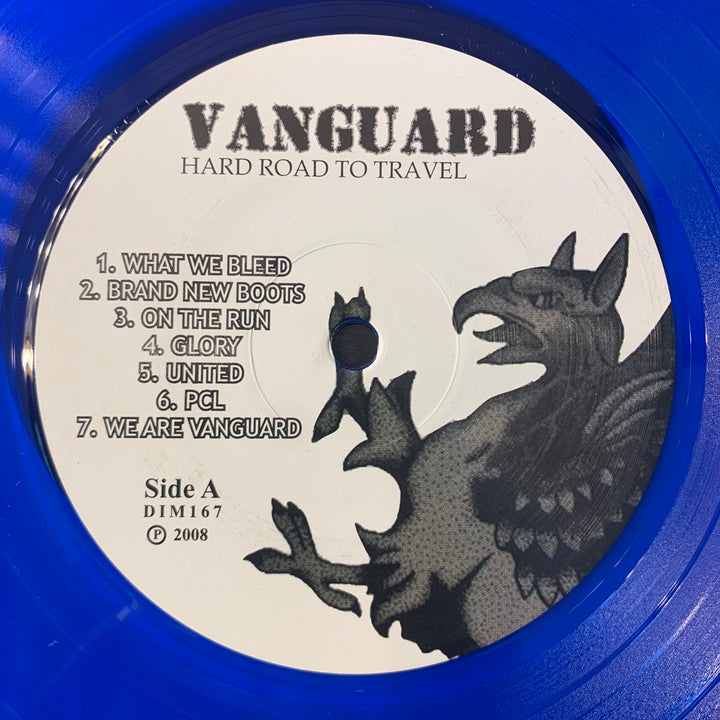 VANGUARD
HARD ROAD TO TRAVEL
1. WHAT WE BLEED
2. BRAND NEW BOOTS
3. ON THE RUN
4. GLORY
5. UNITED
6. PCL
7. WE ARE VANGUARD
Side A
DIM167
℗ 2008